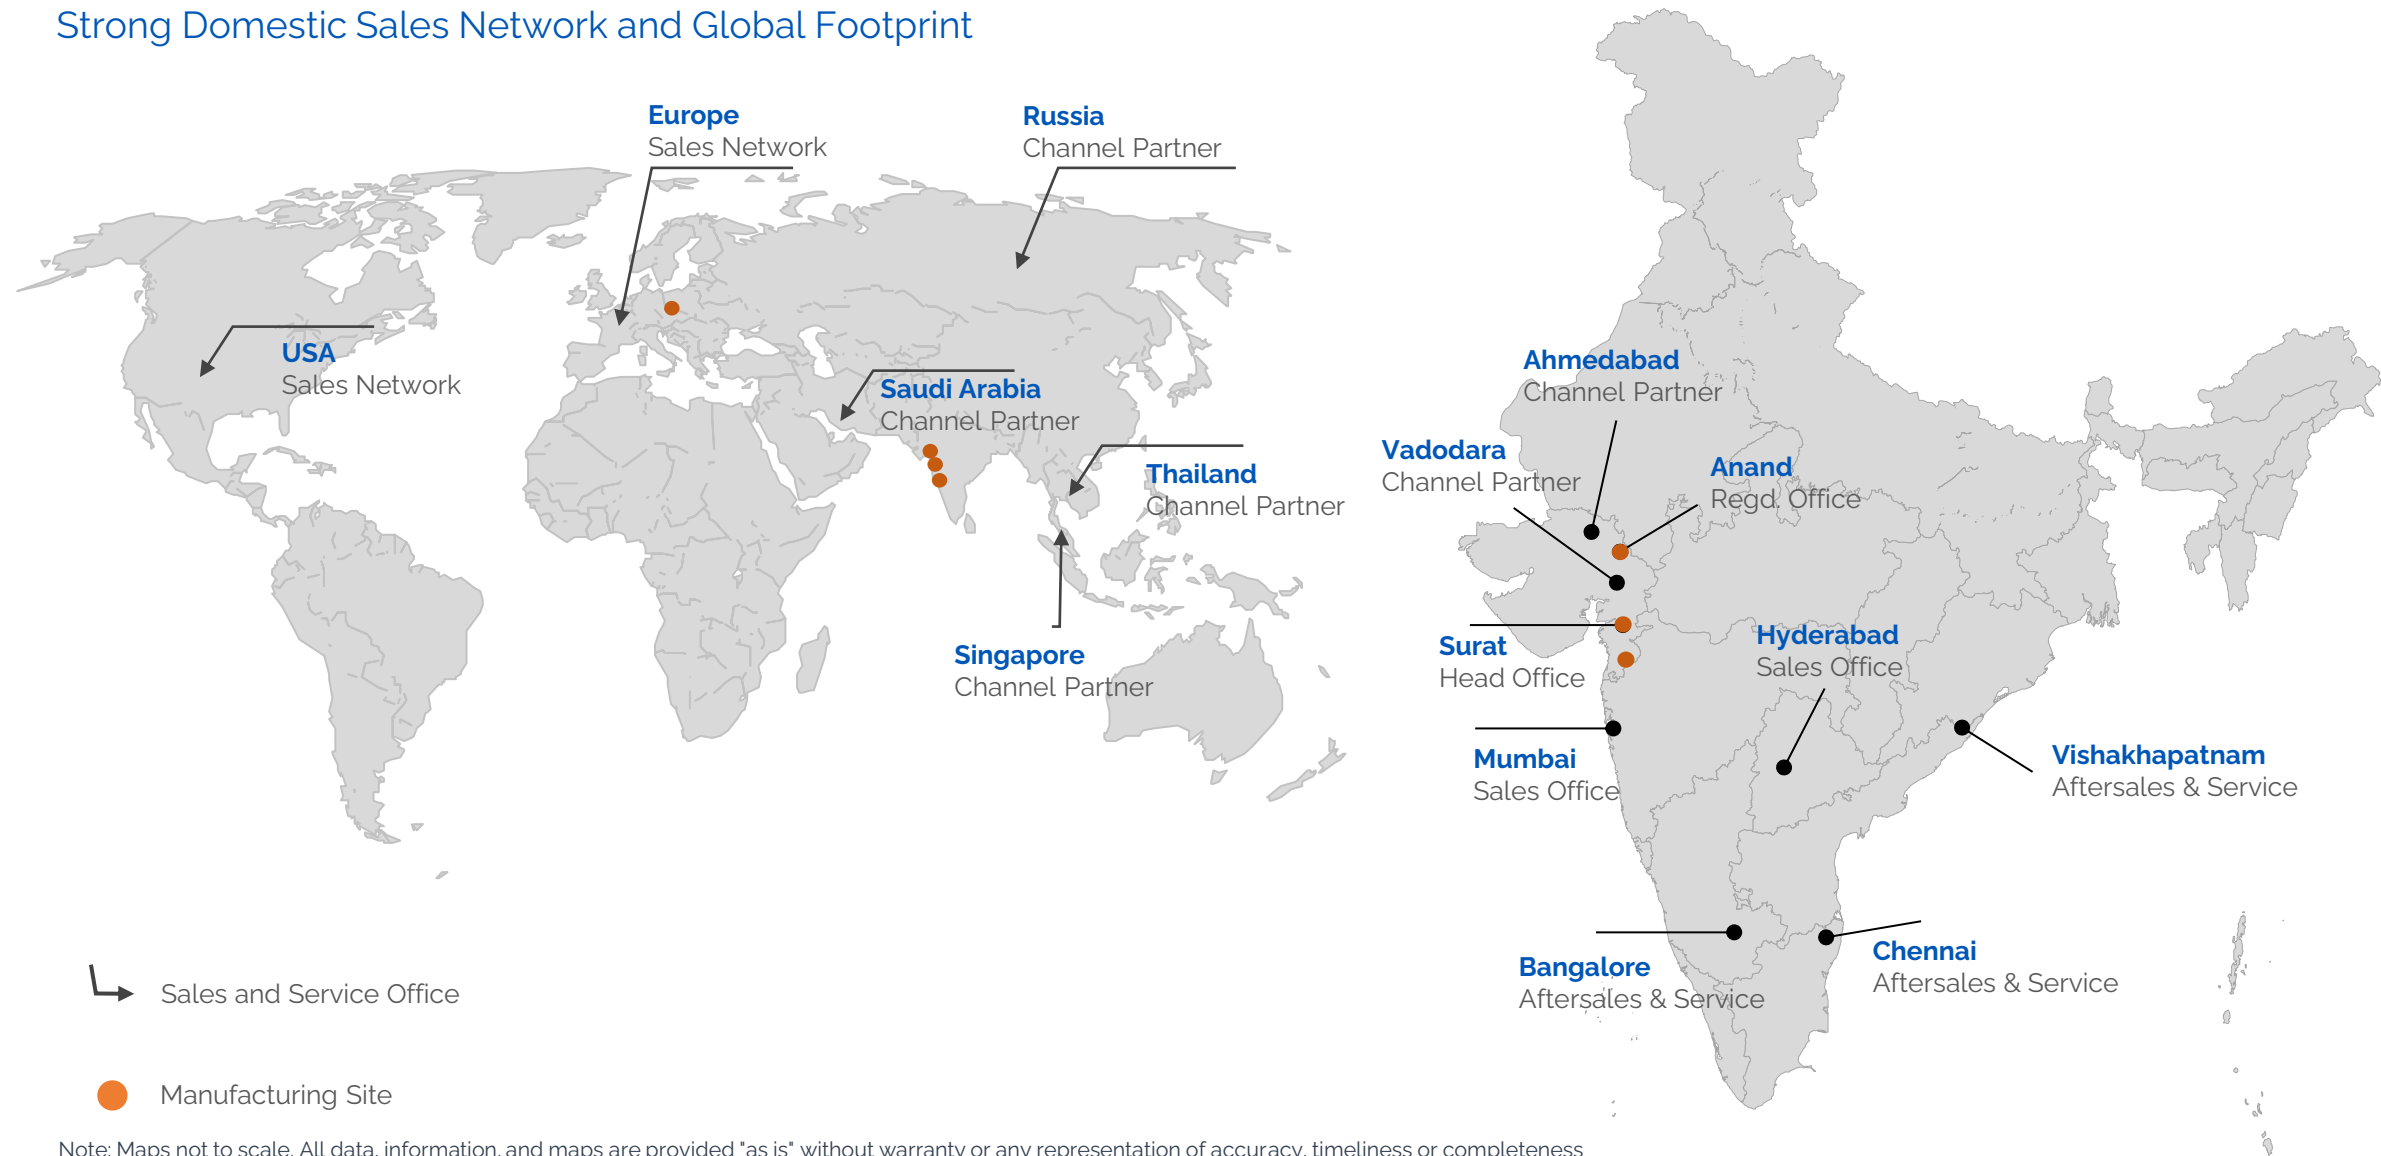 Strong Domestic Sales Network and Global Footprint
Europe
Sales Network
Russia
Channel Partner
USA
Sales Network
Saudi Arabia
Channel Partner
Thailand
Channel Partner
Singapore
Channel Partner
Sales and Service Office
Manufacturing Site
Ahmedabad
Channel Partner
Vadodara
Channel Partner
Anand
Regd. Office
Surat
Head Office
Hyderabad
Sales Office
Mumbai
Sales Office
Vishakhapatnam
Aftersales & Service
Bangalore
Aftersales & Service
Chennai
Aftersales & Service
Note: Maps not to scale. All data, information, and maps are provided "as is" without warranty or any representation of accuracy, timeliness or completeness